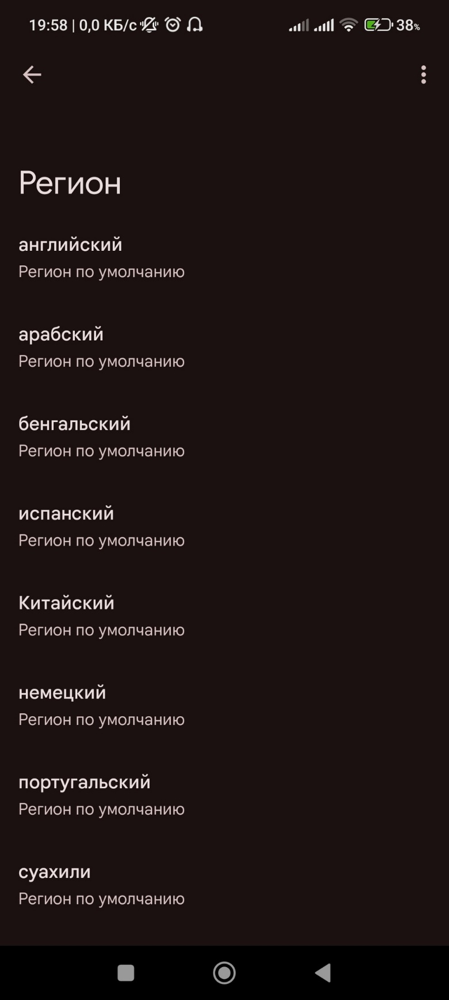 19:58 | 0,0 КБ/с 38%
Регион
английский
Регион по умолчанию
арабский
Регион по умолчанию
бенгальский
Регион по умолчанию
испанский
Регион по умолчанию
Китайский
Регион по умолчанию
немецкий
Регион по умолчанию
португальский
Регион по умолчанию
суахили
Регион по умолчанию